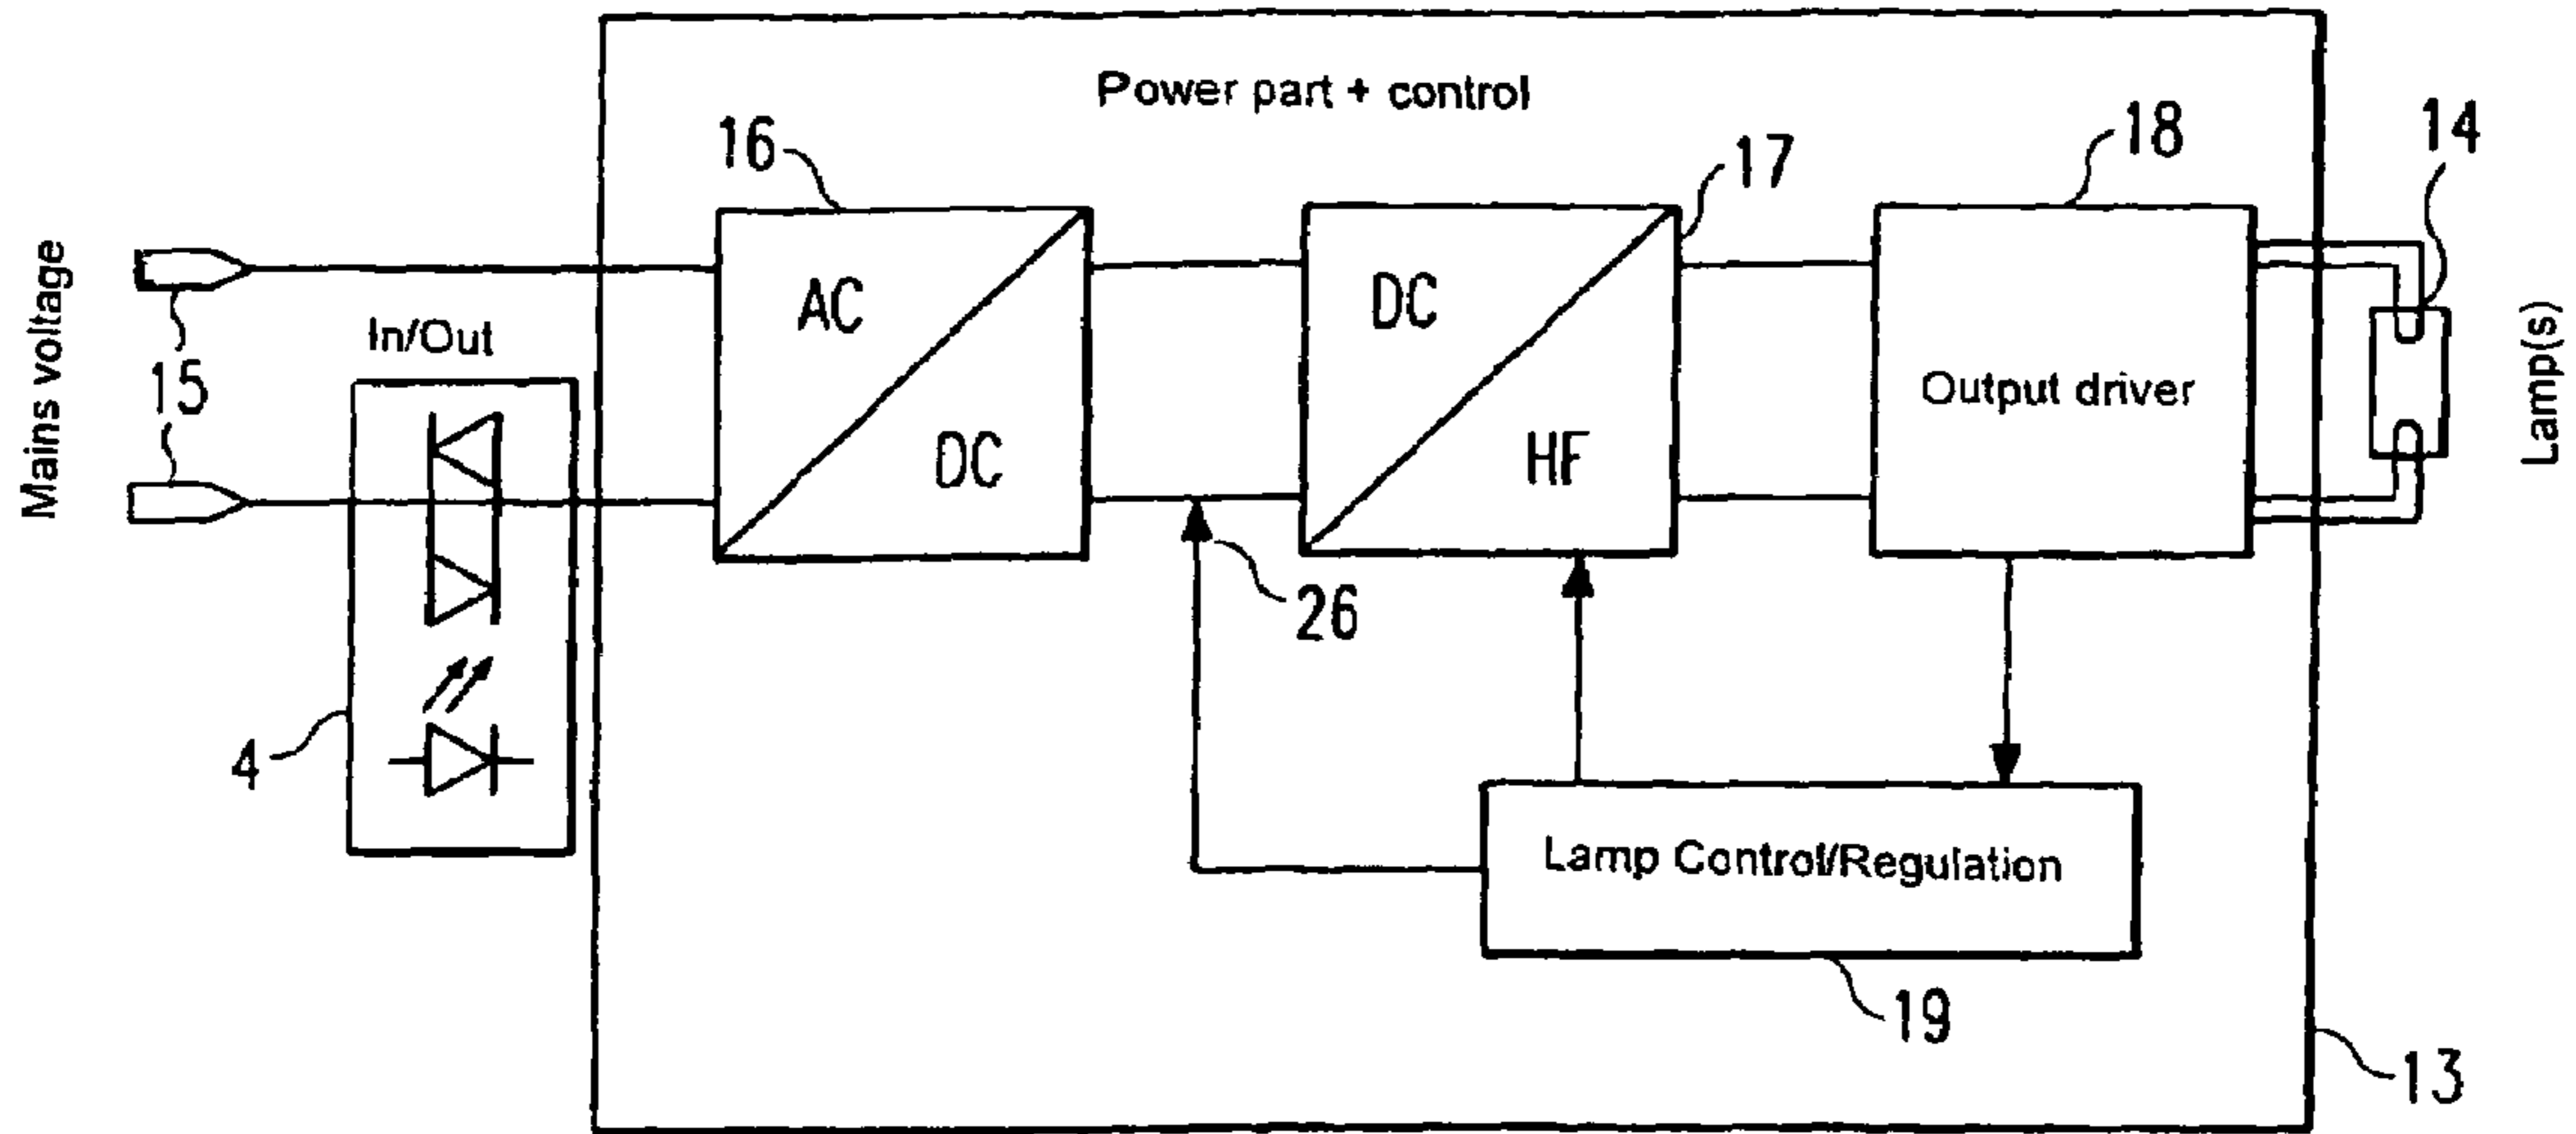 Power part + control
16
17
18
14
Mains voltage
15
In/Out
AC
DC
DC
HF
Output driver
Lamp(s)
26
4
Lamp Control/Regulation
19
13